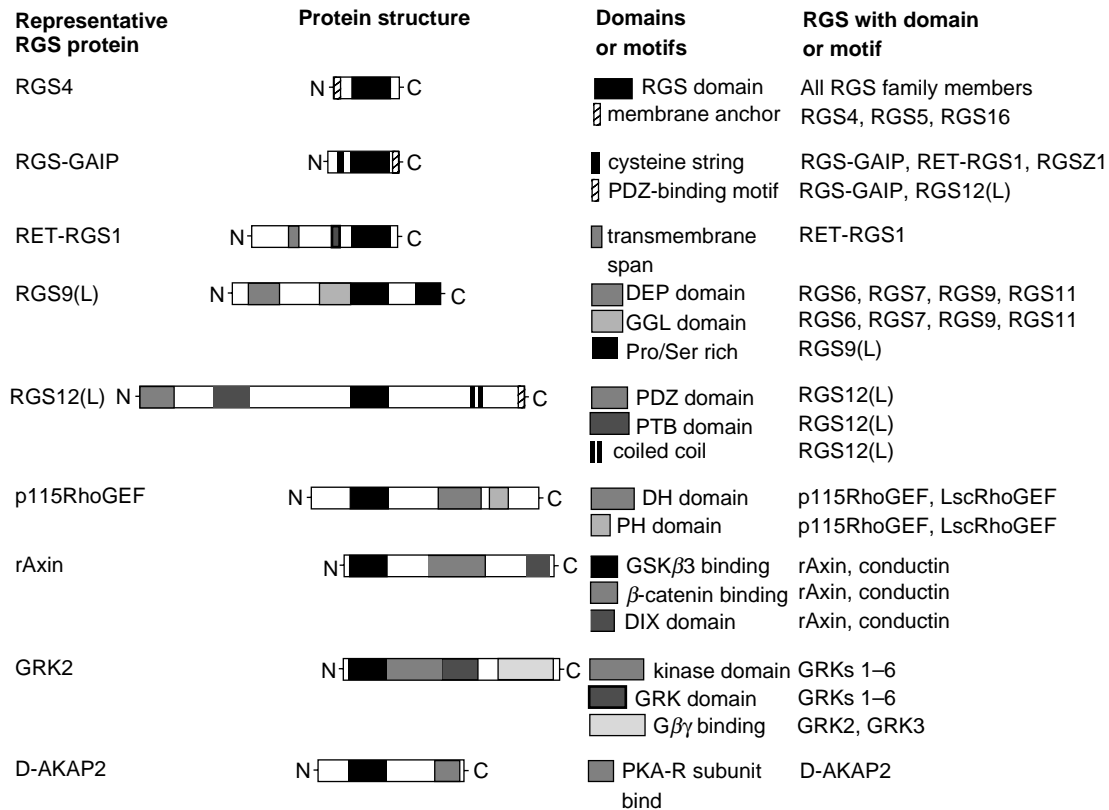 Representative RGS protein Protein structure Domains or motifs RGS with domain or motif
RGS4 N C RGS domain All RGS family members
membrane anchor RGS4, RGS5, RGS16
RGS-GAIP N C cysteine string RGS-GAIP, RET-RGS1, RGSZ1
PDZ-binding motif RGS-GAIP, RGS12(L)
RET-RGS1 N C transmembrane span RET-RGS1
RGS9(L) N C DEP domain RGS6, RGS7, RGS9, RGS11
GGL domain RGS6, RGS7, RGS9, RGS11
Pro/Ser rich RGS9(L)
RGS12(L) N C PDZ domain RGS12(L)
PTB domain RGS12(L)
coiled coil RGS12(L)
p115RhoGEF N C DH domain p115RhoGEF, LscRhoGEF
PH domain p115RhoGEF, LscRhoGEF
rAxin N C GSKβ3 binding rAxin, conductin
β-catenin binding rAxin, conductin
DIX domain rAxin, conductin
GRK2 N C kinase domain GRKs 1–6
GRK domain GRKs 1–6
Gβγ binding GRK2, GRK3
D-AKAP2 N C PKA-R subunit bind D-AKAP2